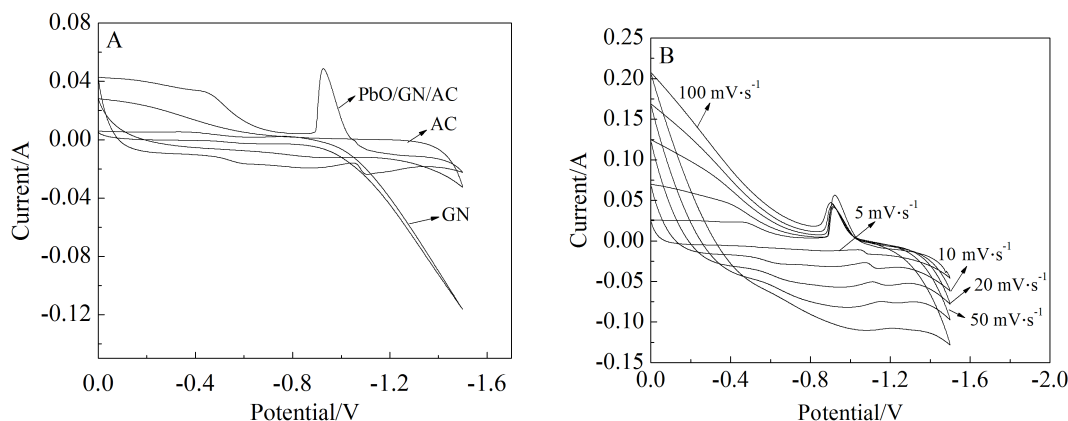 A
0.08
0.04
0.00
-0.04
-0.08
-0.12
Current/A
PbO/GN/AC
AC
GN
0.0
-0.4
-0.8
-1.2
-1.6
Potential/V
B
0.25
0.20
0.15
0.10
0.05
0.00
-0.05
-0.10
-0.15
Current/A
100 mV·s⁻¹
5 mV·s⁻¹
10 mV·s⁻¹
20 mV·s⁻¹
50 mV·s⁻¹
0.0
-0.4
-0.8
-1.2
-1.6
-2.0
Potential/V